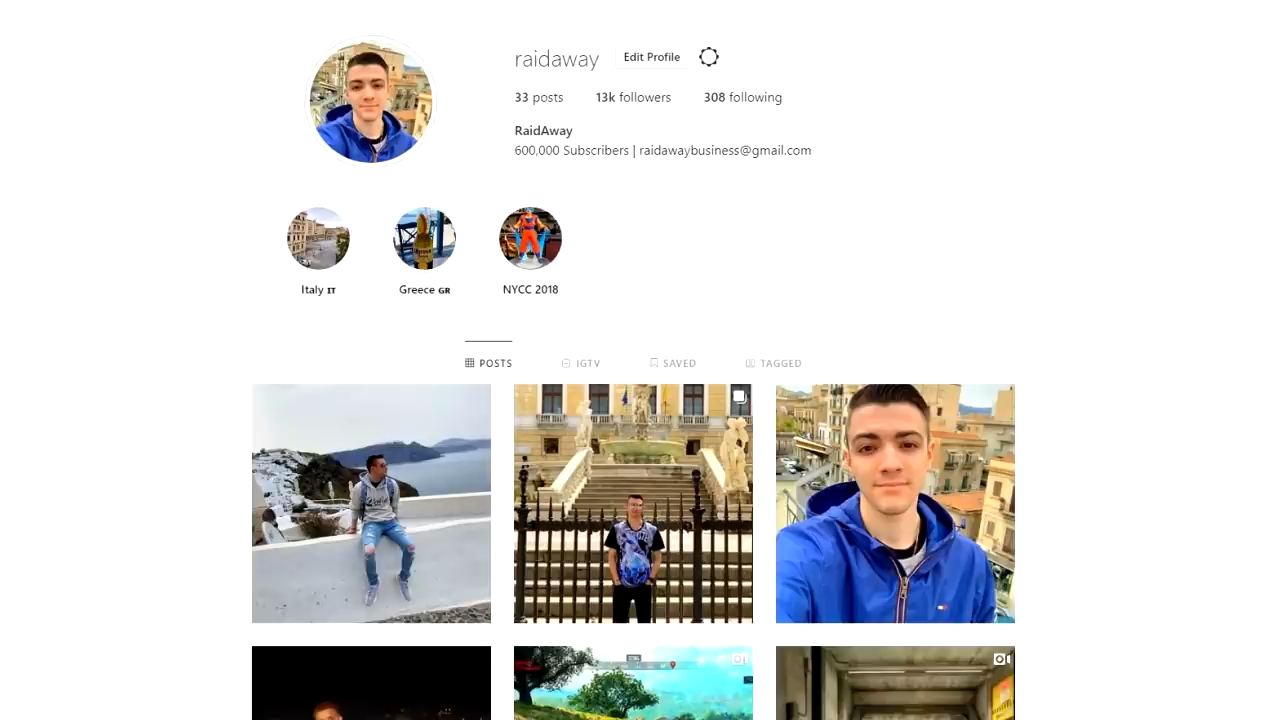 raidaway Edit Profile
33 posts 13k followers 308 following
RaidAway
600,000 Subscribers | raidawaybusiness@gmail.com
Italy IT Greece GR NYCC 2018
POSTS IGTV SAVED TAGGED